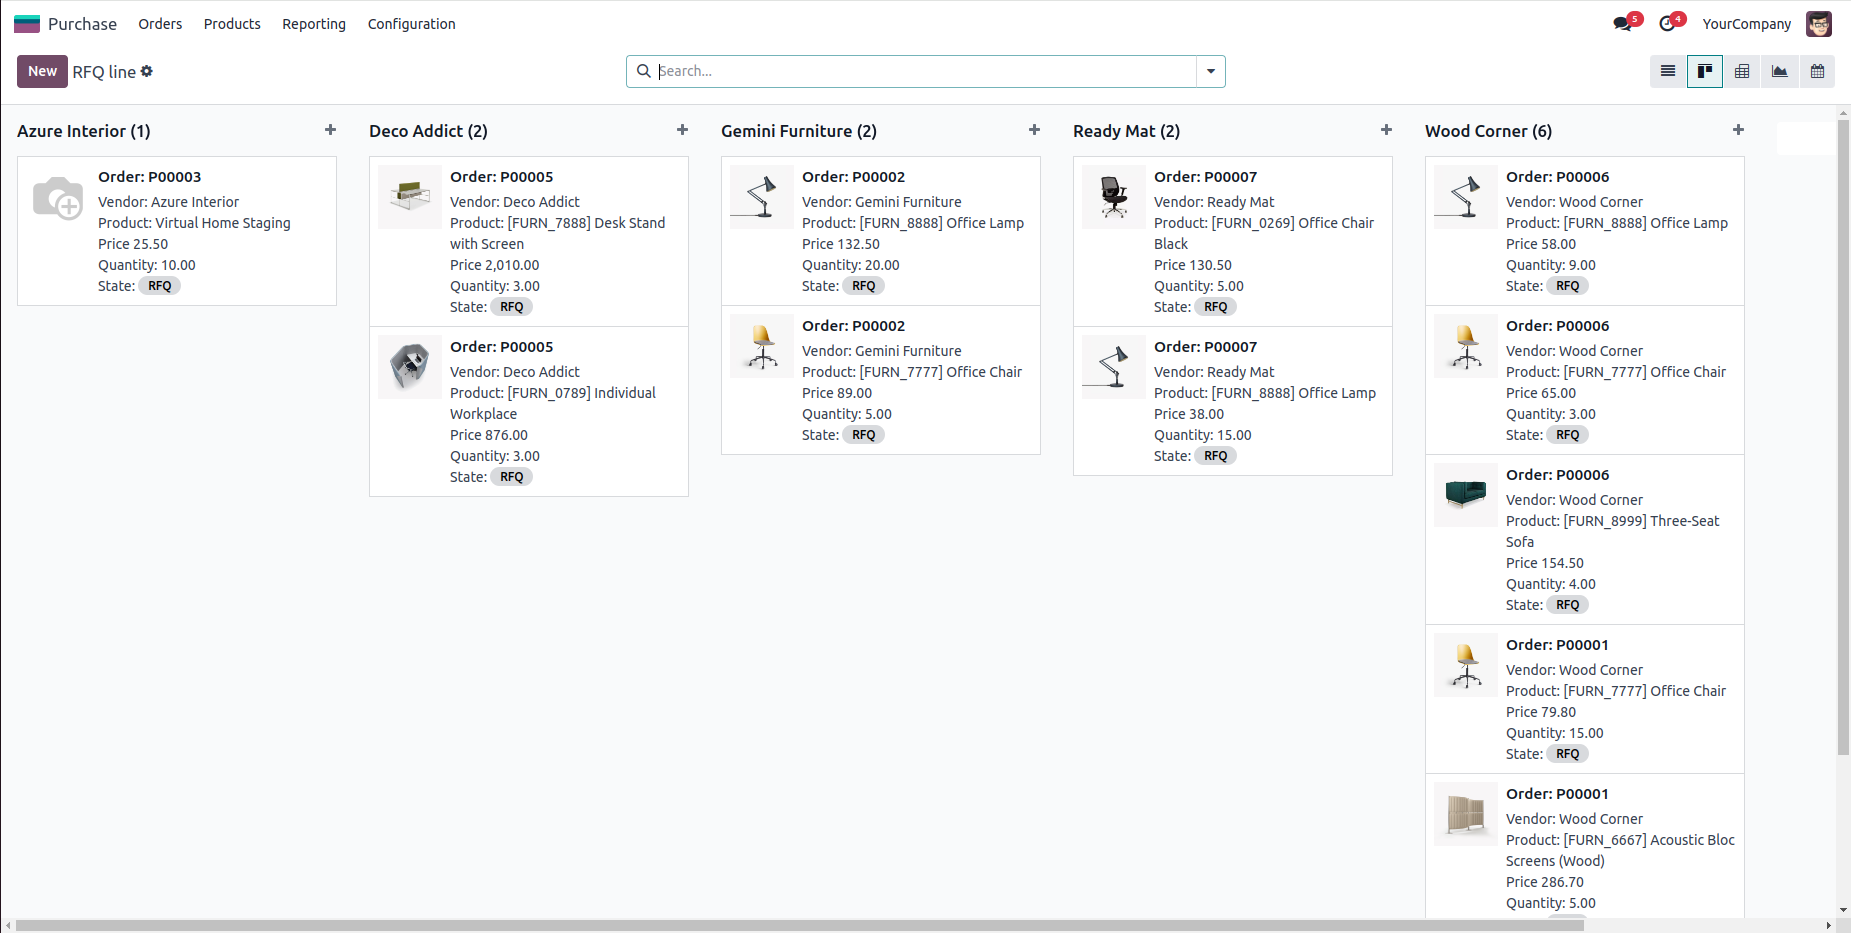 Purchase Orders Products Reporting Configuration 5 4 YourCompany
New RFQ line Search...
Azure Interior (1)
Order: P00003
Vendor: Azure Interior
Product: Virtual Home Staging
Price 25.50
Quantity: 10.00
State: RFQ
Deco Addict (2)
Order: P00005
Vendor: Deco Addict
Product: [FURN_7888] Desk Stand
with Screen
Price 2,010.00
Quantity: 3.00
State: RFQ
Order: P00005
Vendor: Deco Addict
Product: [FURN_0789] Individual
Workplace
Price 876.00
Quantity: 3.00
State: RFQ
Gemini Furniture (2)
Order: P00002
Vendor: Gemini Furniture
Product: [FURN_8888] Office Lamp
Price 132.50
Quantity: 20.00
State: RFQ
Order: P00002
Vendor: Gemini Furniture
Product: [FURN_7777] Office Chair
Price 89.00
Quantity: 5.00
State: RFQ
Ready Mat (2)
Order: P00007
Vendor: Ready Mat
Product: [FURN_0269] Office Chair
Black
Price 130.50
Quantity: 5.00
State: RFQ
Order: P00007
Vendor: Ready Mat
Product: [FURN_8888] Office Lamp
Price 38.00
Quantity: 15.00
State: RFQ
Wood Corner (6)
Order: P00006
Vendor: Wood Corner
Product: [FURN_8888] Office Lamp
Price 58.00
Quantity: 9.00
State: RFQ
Order: P00006
Vendor: Wood Corner
Product: [FURN_7777] Office Chair
Price 65.00
Quantity: 3.00
State: RFQ
Order: P00006
Vendor: Wood Corner
Product: [FURN_8999] Three-Seat
Sofa
Price 154.50
Quantity: 4.00
State: RFQ
Order: P00001
Vendor: Wood Corner
Product: [FURN_7777] Office Chair
Price 79.80
Quantity: 15.00
State: RFQ
Order: P00001
Vendor: Wood Corner
Product: [FURN_6667] Acoustic Bloc
Screens (Wood)
Price 286.70
Quantity: 5.00